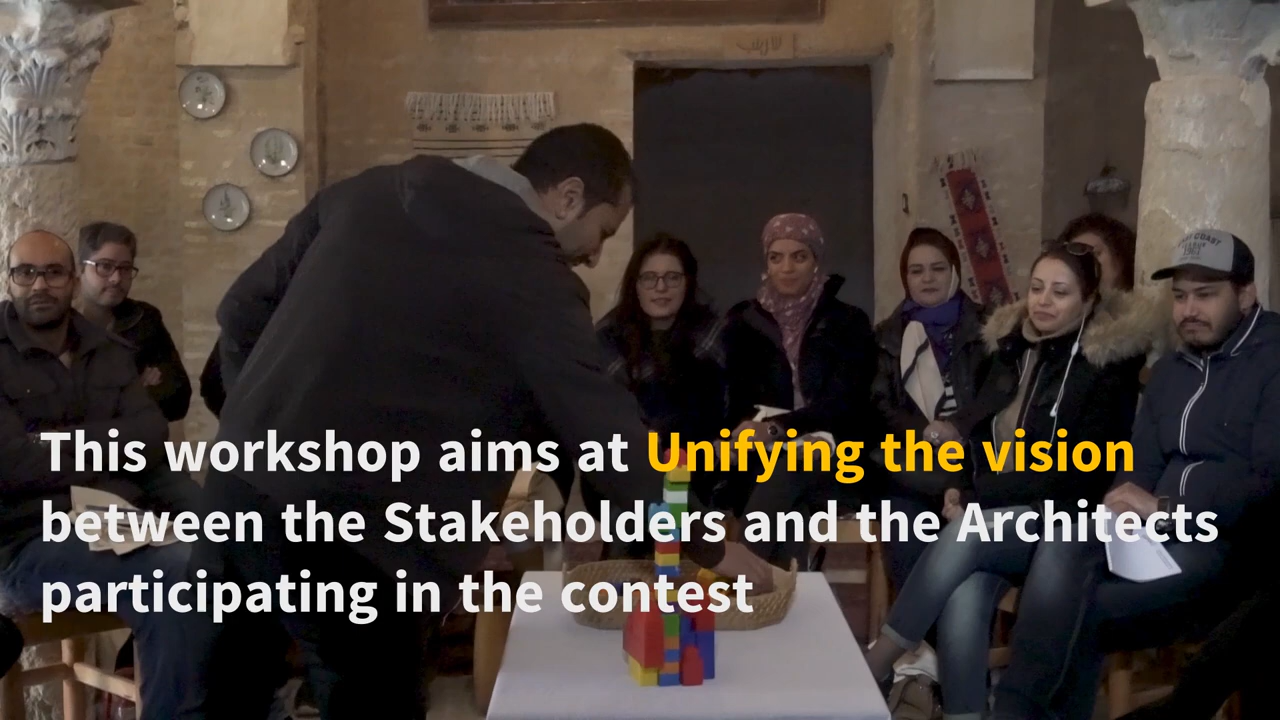 This workshop aims at Unifying the vision
between the Stakeholders and the Architects
participating in the contest